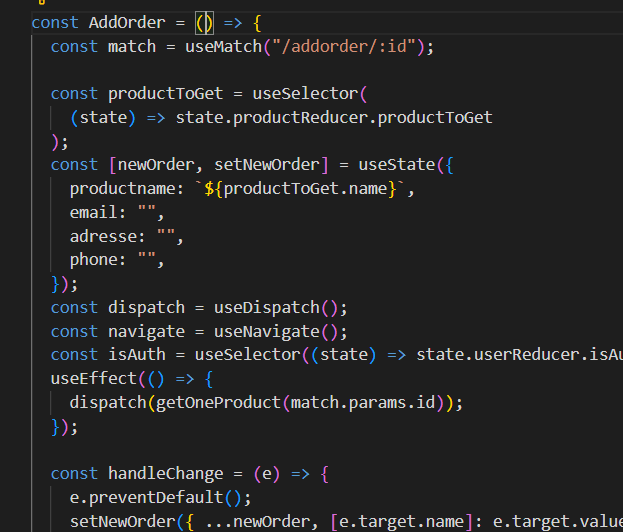 const AddOrder = () => {
  const match = useMatch("/addorder/:id");

  const productToGet = useSelector(
    (state) => state.productReducer.productToGet
  );
  const [newOrder, setNewOrder] = useState({
    productname: `${productToGet.name}`,
    email: "",
    adresse: "",
    phone: "",
  });
  const dispatch = useDispatch();
  const navigate = useNavigate();
  const isAuth = useSelector((state) => state.userReducer.isAu
  useEffect(() => {
    dispatch(getOneProduct(match.params.id));
  });

  const handleChange = (e) => {
    e.preventDefault();
    setNewOrder({ ...newOrder, [e.target.name]: e.target.value